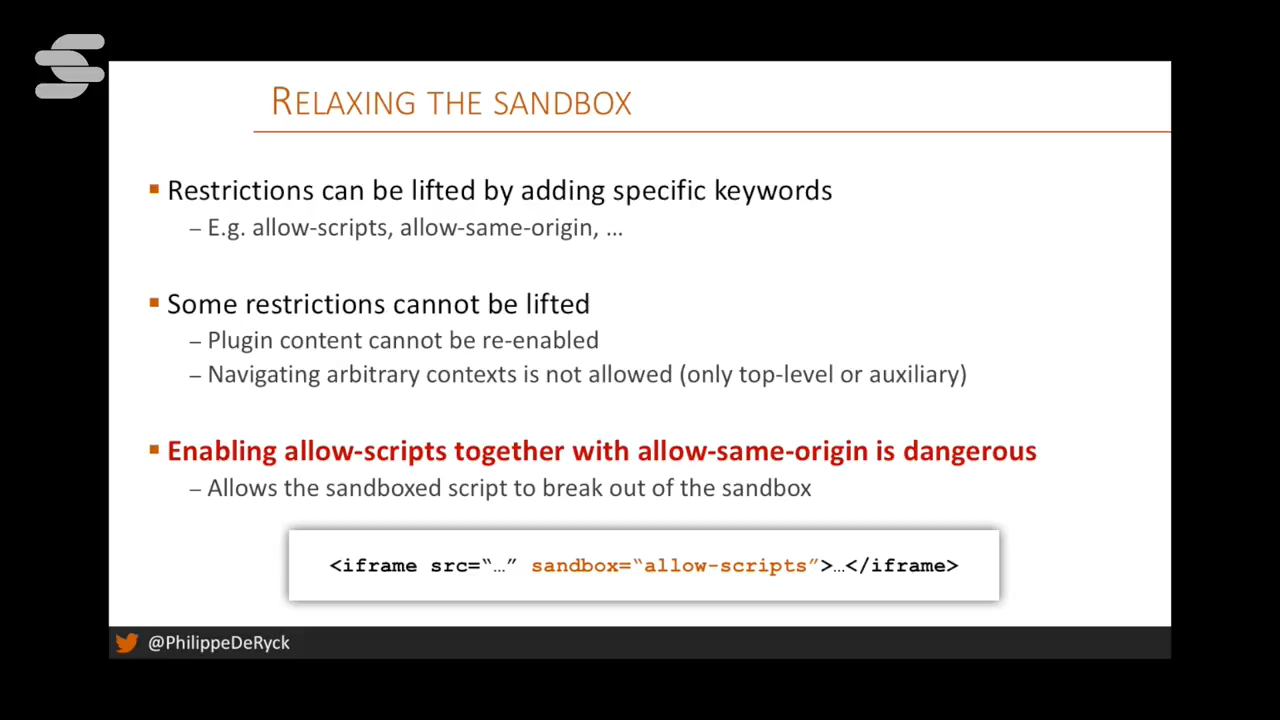 RELAXING THE SANDBOX
▪ Restrictions can be lifted by adding specific keywords
– E.g. allow-scripts, allow-same-origin, …
▪ Some restrictions cannot be lifted
– Plugin content cannot be re-enabled
– Navigating arbitrary contexts is not allowed (only top-level or auxiliary)
▪ Enabling allow-scripts together with allow-same-origin is dangerous
– Allows the sandboxed script to break out of the sandbox
<iframe src=“…” sandbox=“allow-scripts”>…</iframe>
@PhilippeDeRyck